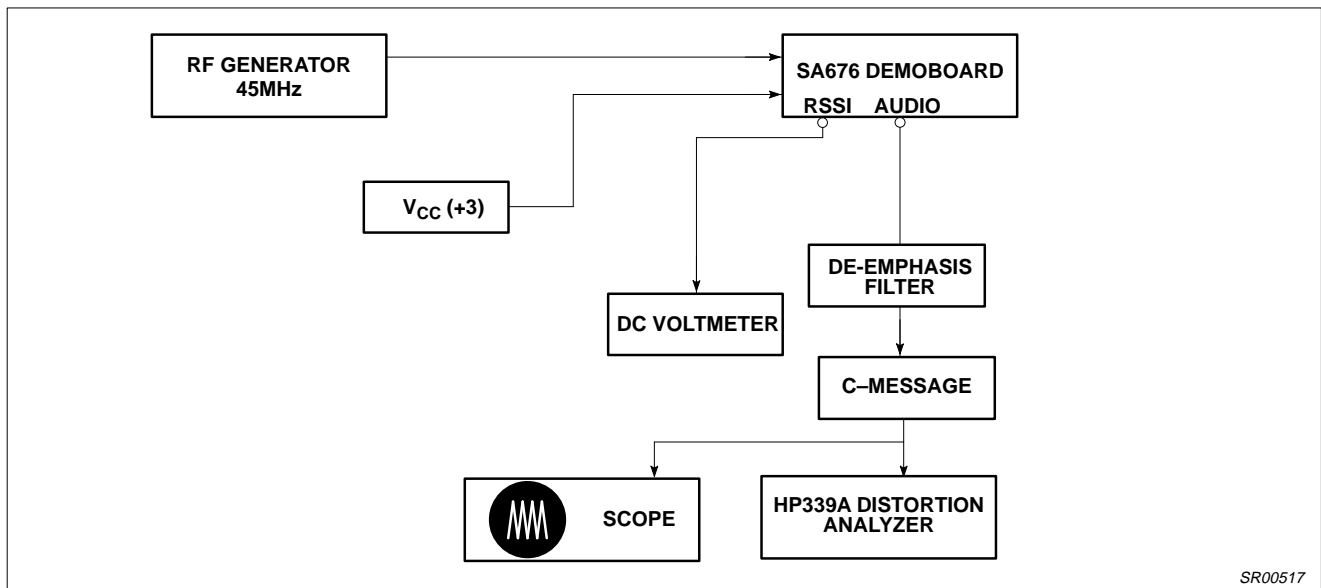 RF GENERATOR
45MHz
SA676 DEMOBOARD
RSSI AUDIO
VCC (+3)
DE-EMPHASIS
FILTER
DC VOLTMETER
C–MESSAGE
SCOPE
HP339A DISTORTION
ANALYZER
SR00517